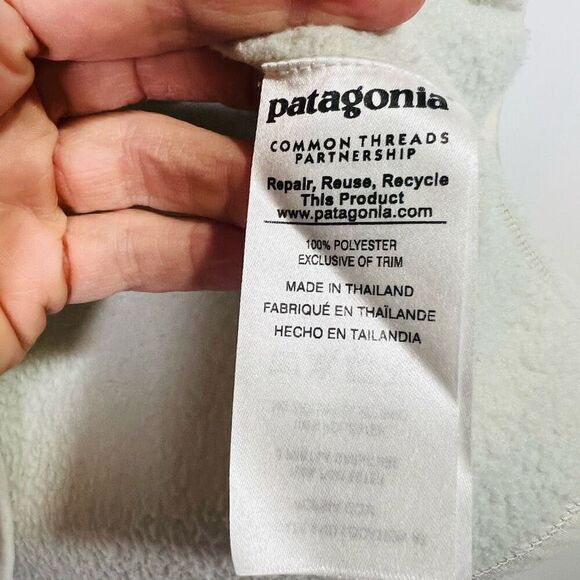 patagonia
COMMON THREADS
PARTNERSHIP
Repair, Reuse, Recycle
This Product
www.patagonia.com
100% POLYESTER
EXCLUSIVE OF TRIM
MADE IN THAILAND
FABRIQUÉ EN THAÏLANDE
HECHO EN TAILANDIA